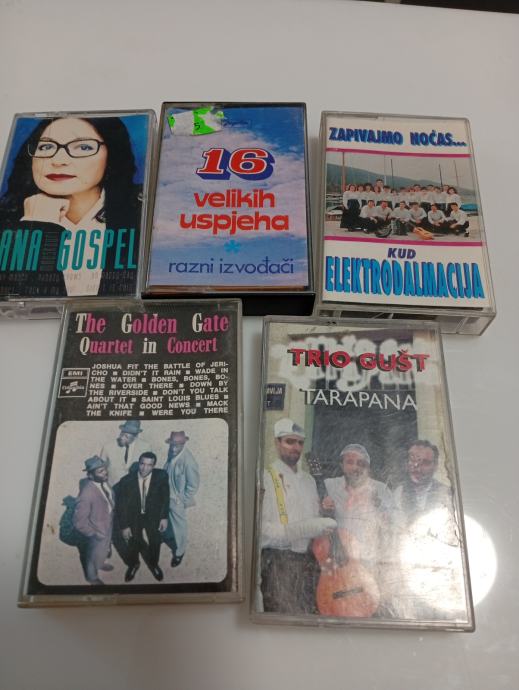 ANA GOSPEL
5
16
velikih
uspjeha
*
razni izvođači
ZAPIVAJMO NOĆAS...
KUD
ELEKTRODALMACIJA
The Golden Gate
Quartet in Concert
EMI
Columbia
JOSHUA FIT THE BATTLE OF JERI-
CHO • DIDN'T IT RAIN • WADE IN
THE WATER • BONES, BONES, BO-
NES • OVER THERE • DOWN BY
THE RIVERSIDE • DON'T YOU TALK
ABOUT IT • SAINT LOUIS BLUES •
AIN'T THAT GOOD NEWS • MACK
THE KNIFE • WERE YOU THERE
TRIO GUŠT
TARAPANA